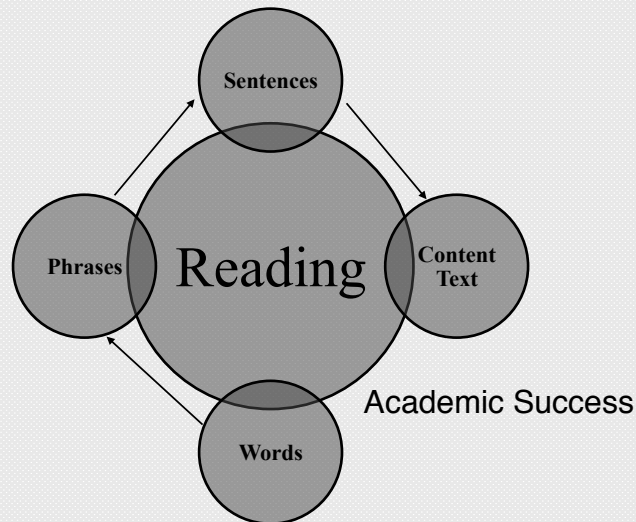 Sentences
Phrases
Reading
Content
Text
Academic Success
Words